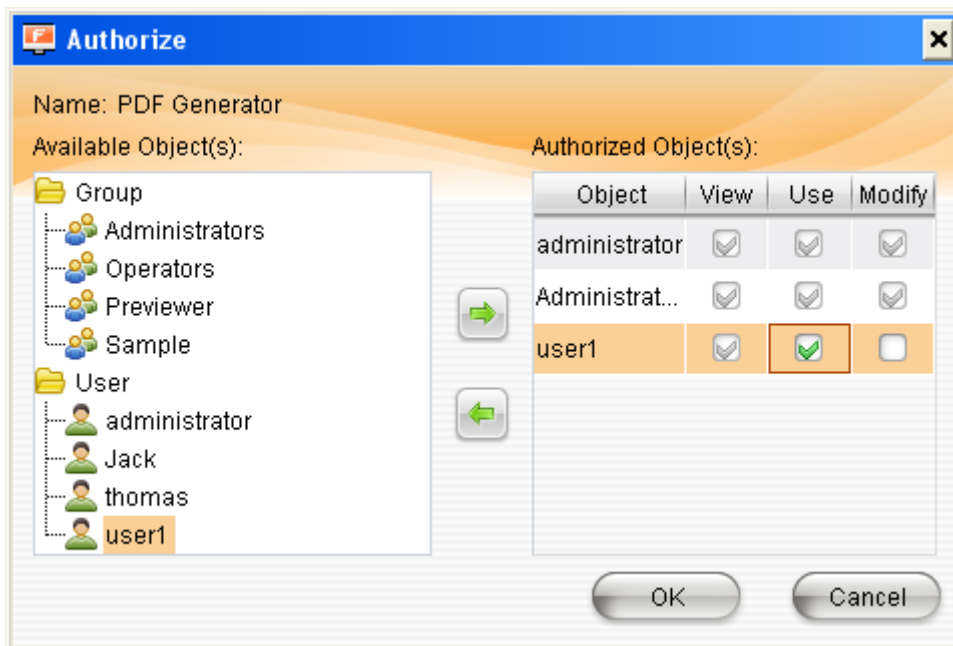 Authorize
Name: PDF Generator
Available Object(s):
Authorized Object(s):
Group
Administrators
Operators
Previewer
Sample
User
administrator
Jack
thomas
user1
Object View Use Modify
administrator
Administrat...
user1
OK Cancel